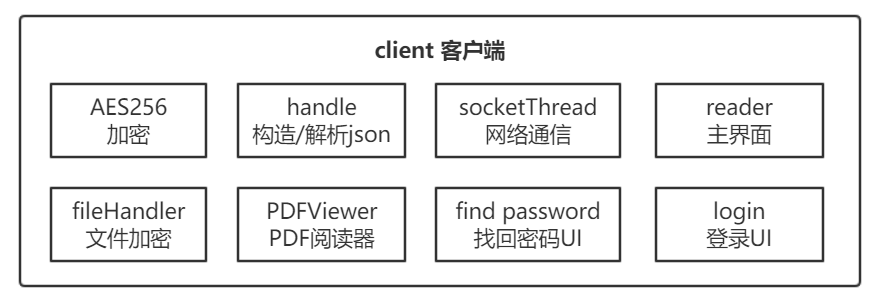 client 客户端
AES256
加密
handle
构造/解析json
socketThread
网络通信
reader
主界面
fileHandler
文件加密
PDFViewer
PDF阅读器
find password
找回密码UI
login
登录UI